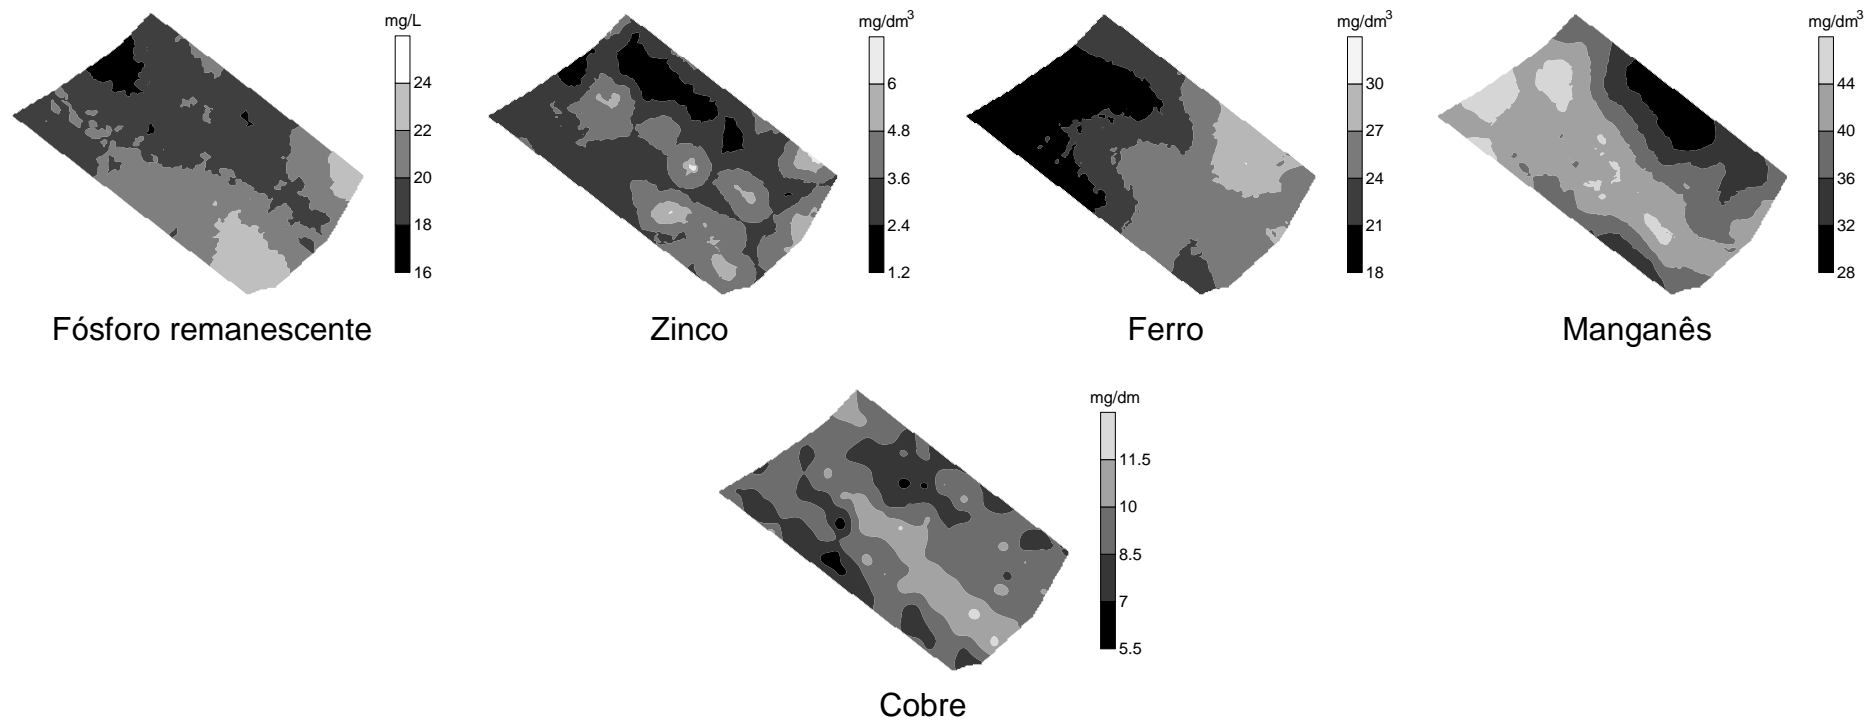 mg/L
24
22
20
18
16
Fósforo remanescente
mg/dm³
6
4.8
3.6
2.4
1.2
Zinco
mg/dm³
30
27
24
21
18
Ferro
mg/dm³
44
40
36
32
28
Manganês
mg/dm
11.5
10
8.5
7
5.5
Cobre